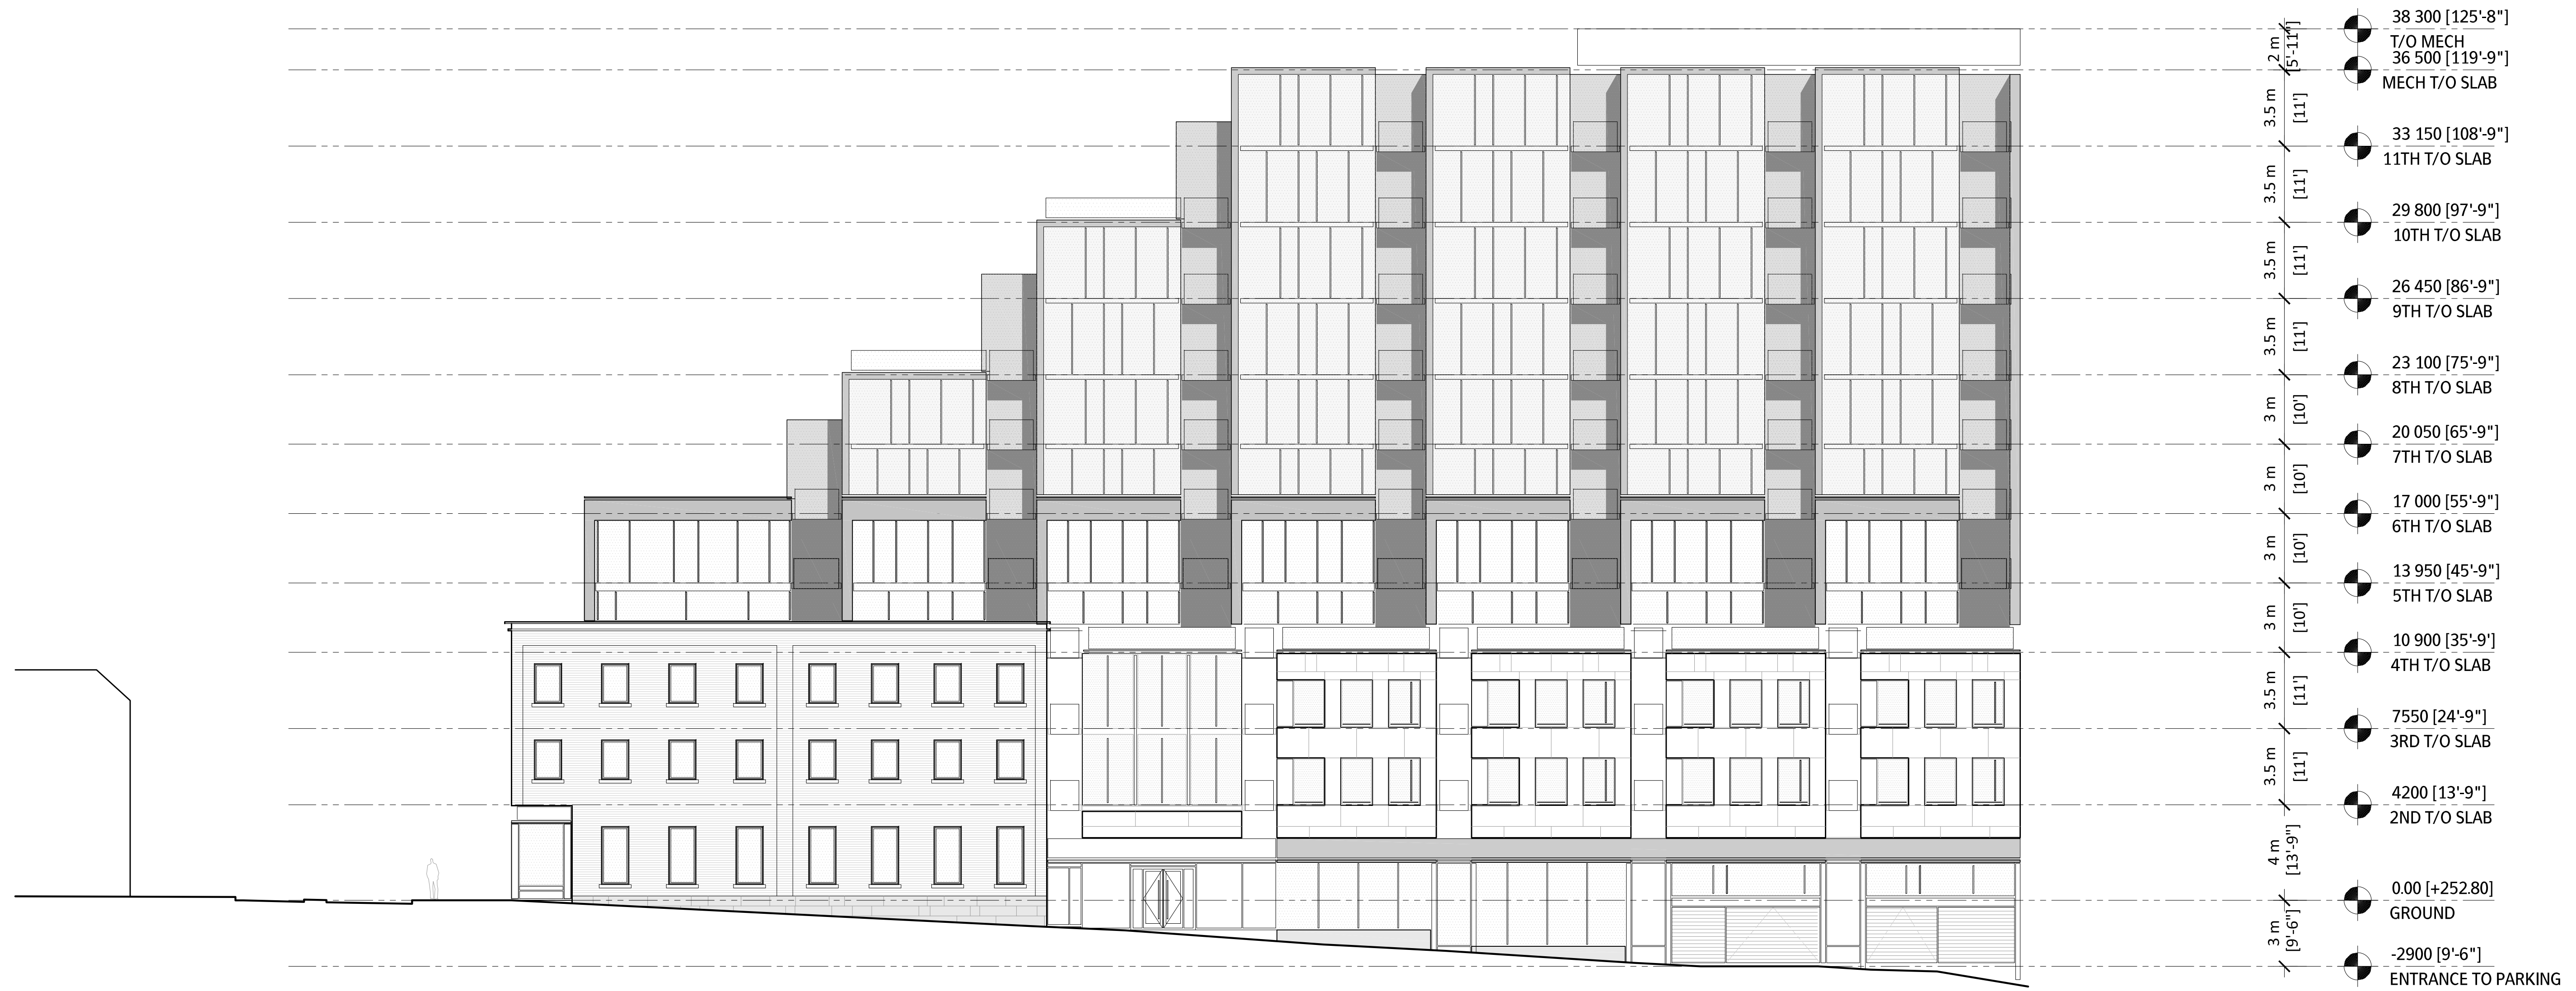 38 300 [125'-8"]
T/O MECH
2 m
[5'-11"]
36 500 [119'-9"]
MECH T/O SLAB
3.5 m
[11']
33 150 [108'-9"]
11TH T/O SLAB
3.5 m
[11']
29 800 [97'-9"]
10TH T/O SLAB
3.5 m
[11']
26 450 [86'-9"]
9TH T/O SLAB
3.5 m
[11']
23 100 [75'-9"]
8TH T/O SLAB
3 m
[10']
20 050 [65'-9"]
7TH T/O SLAB
3 m
[10']
17 000 [55'-9"]
6TH T/O SLAB
3 m
[10']
13 950 [45'-9"]
5TH T/O SLAB
3 m
[10']
10 900 [35'-9']
4TH T/O SLAB
3.5 m
[11']
7550 [24'-9"]
3RD T/O SLAB
3.5 m
[11']
4200 [13'-9"]
2ND T/O SLAB
4 m
[13'-9"]
0.00 [+252.80]
GROUND
3 m
[9'-6"]
-2900 [9'-6"]
ENTRANCE TO PARKING